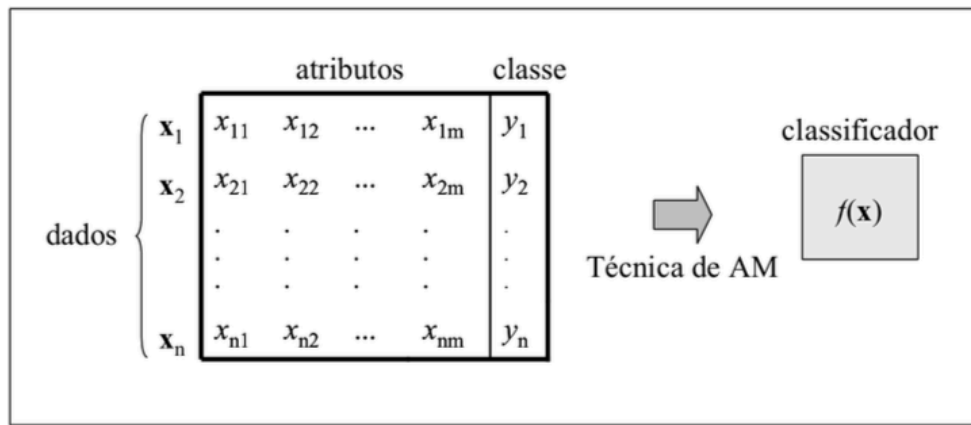 atributos classe
classificador
x₁ x₁₁ x₁₂ ... x₁ₘ y₁
x₂ x₂₁ x₂₂ ... x₂ₘ y₂
f(x)
dados . . . . .
. . . . .
. . . . .
Técnica de AM
xₙ xₙ₁ xₙ₂ ... xₙₘ yₙ